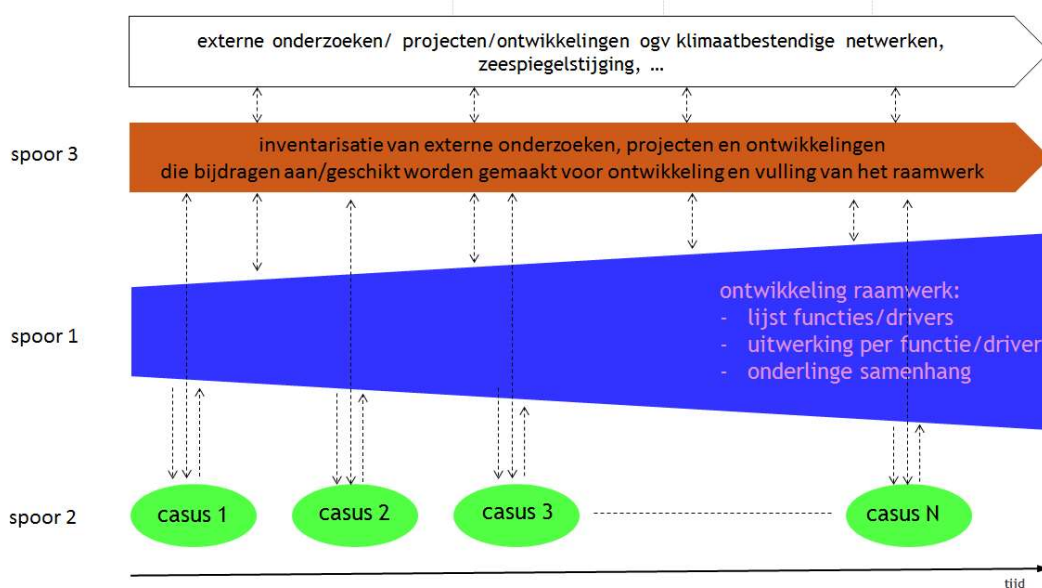 externe onderzoeken/ projecten/ontwikkelingen ogv klimaatbestendige netwerken,
zeespiegelstijging, ...
spoor 3
inventarisatie van externe onderzoeken, projecten en ontwikkelingen
die bijdragen aan/geschikt worden gemaakt voor ontwikkeling en vulling van het raamwerk
spoor 1
ontwikkeling raamwerk:
- lijst functies/drivers
- uitwerking per functie/driver
- onderlinge samenhang
spoor 2
casus 1
casus 2
casus 3
casus N
tijd